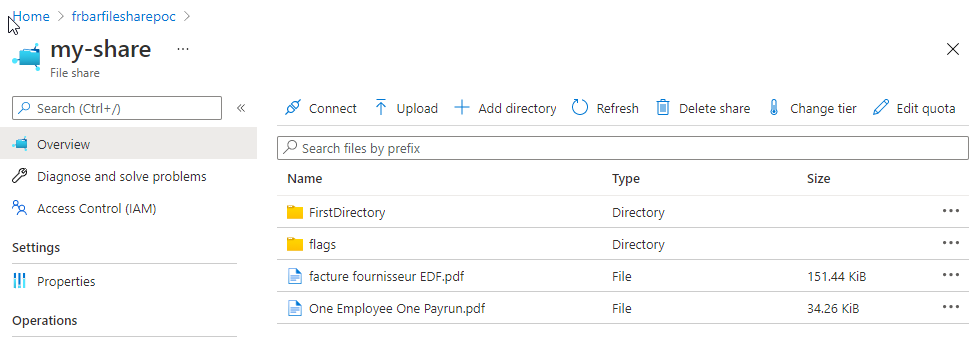 Home > frbarfilesharepoc >
my-share ...
File share
Search (Ctrl+/) «
Connect Upload Add directory Refresh Delete share Change tier Edit quota
Overview
Search files by prefix
Diagnose and solve problems
Name Type Size
Access Control (IAM)
FirstDirectory Directory ...
Settings
flags Directory ...
Properties
facture fournisseur EDF.pdf File 151.44 KiB ...
One Employee One Payrun.pdf File 34.26 KiB ...
Operations